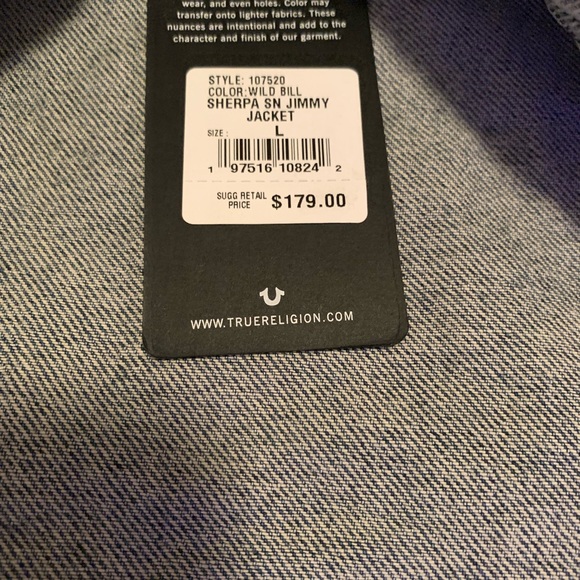 wear, and even holes. Color may
transfer onto lighter fabrics. These
nuances are intentional and add to the
character and finish of our garment.
STYLE: 107520
COLOR:WILD BILL
SHERPA SN JIMMY
JACKET
SIZE: L
1 97516 10824 2
SUGG RETAIL
PRICE $179.00
WWW.TRUERELIGION.COM